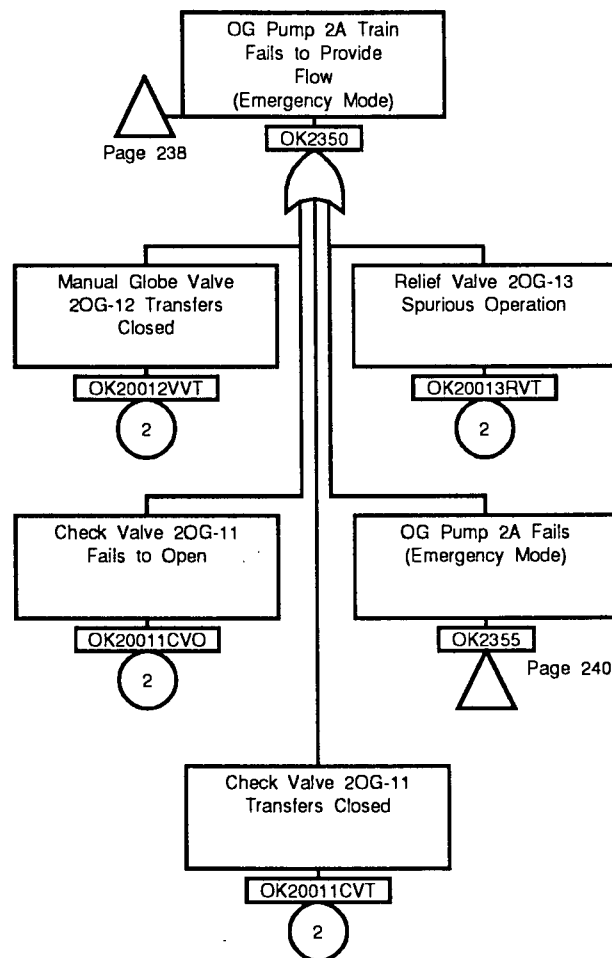 OG Pump 2A Train
Fails to Provide
Flow
(Emergency Mode)
Page 238
OK2350
Manual Globe Valve
2OG-12 Transfers
Closed
OK20012VVT
2
Relief Valve 2OG-13
Spurious Operation
OK20013RVT
2
Check Valve 2OG-11
Fails to Open
OK20011CVO
2
OG Pump 2A Fails
(Emergency Mode)
OK2355
Page 240
Check Valve 2OG-11
Transfers Closed
OK20011CVT
2